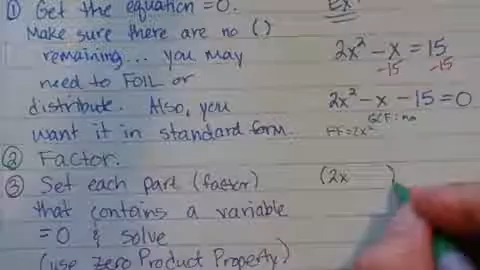 ① Get the equation = 0.
Make sure there are no ( )
remaining... you may
need to FOIL or
distribute. Also, you
want it in standard form.
② Factor.
③ Set each part (factor)
that contains a variable
= 0 & solve
(use Zero Product Property)
Ex
2x² - x = 15
-15 -15
2x² - x - 15 = 0
GCF: no
FF = 2x²
(2x )